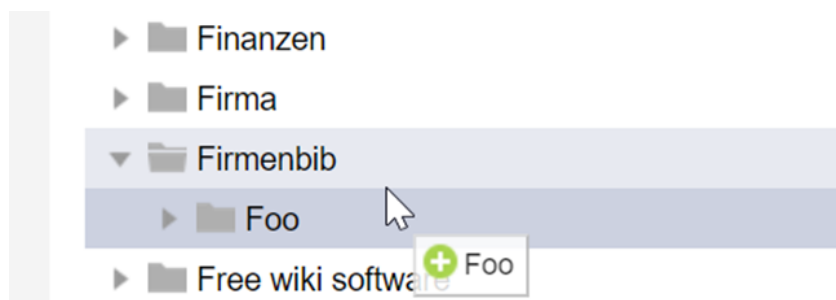 Finanzen
Firma
Firmenbib
Foo
Free wiki software
Foo